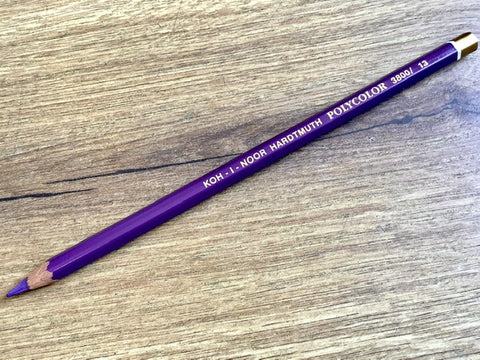 KOH - I - NOOR HARDTMUTH POLYCOLOR 3800/ 13